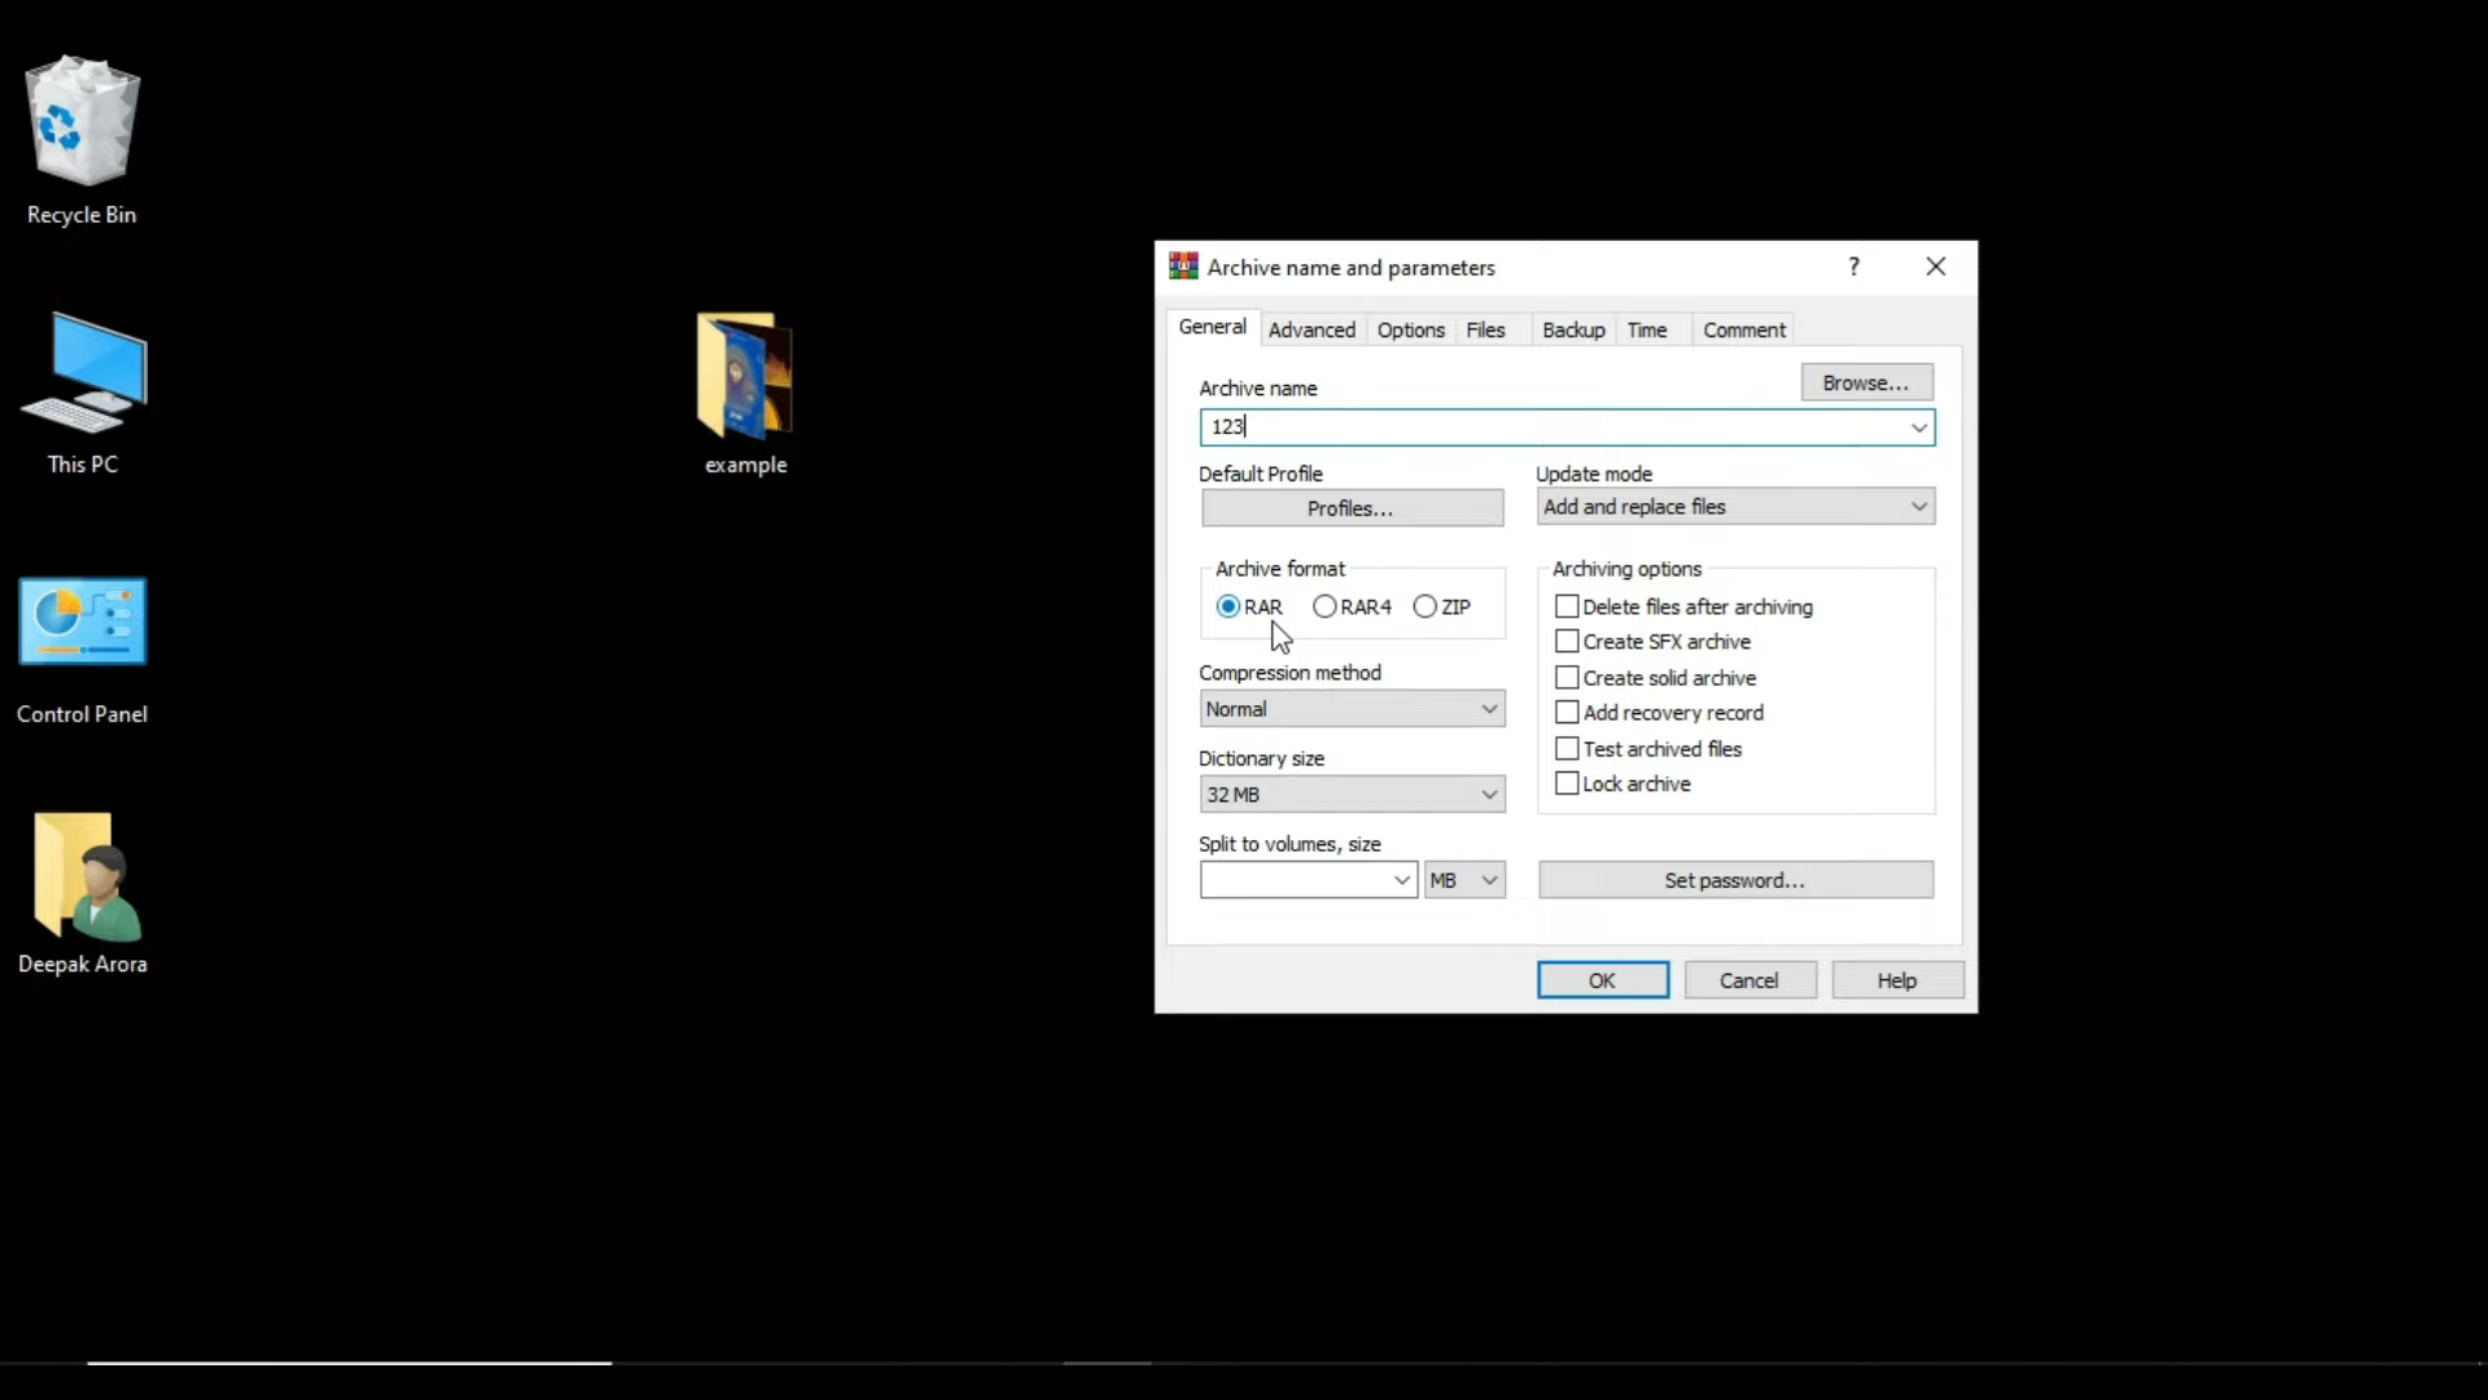 Recycle Bin
This PC
Control Panel
Deepak Arora
example
Archive name and parameters
?
General Advanced Options Files Backup Time Comment
Archive name
Browse...
123
Default Profile
Profiles...
Update mode
Add and replace files
Archive format
RAR RAR4 ZIP
Compression method
Normal
Dictionary size
32 MB
Split to volumes, size
MB
Archiving options
Delete files after archiving
Create SFX archive
Create solid archive
Add recovery record
Test archived files
Lock archive
Set password...
OK Cancel Help